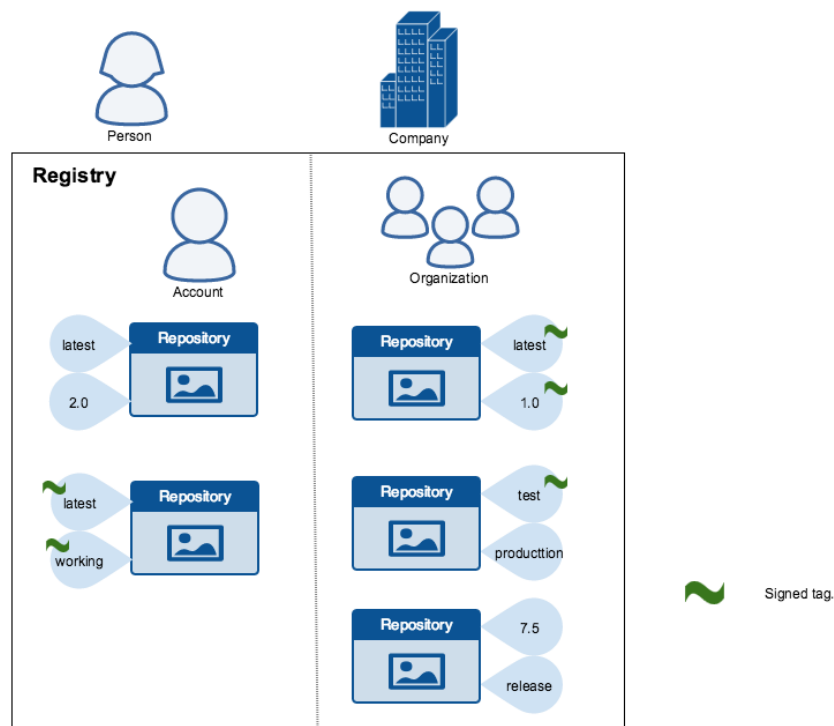 Person
Company
Registry
Account
Organization
latest
Repository
2.0
Repository
latest
1.0
latest
Repository
working
Repository
test
producttion
Signed tag.
Repository
7.5
release